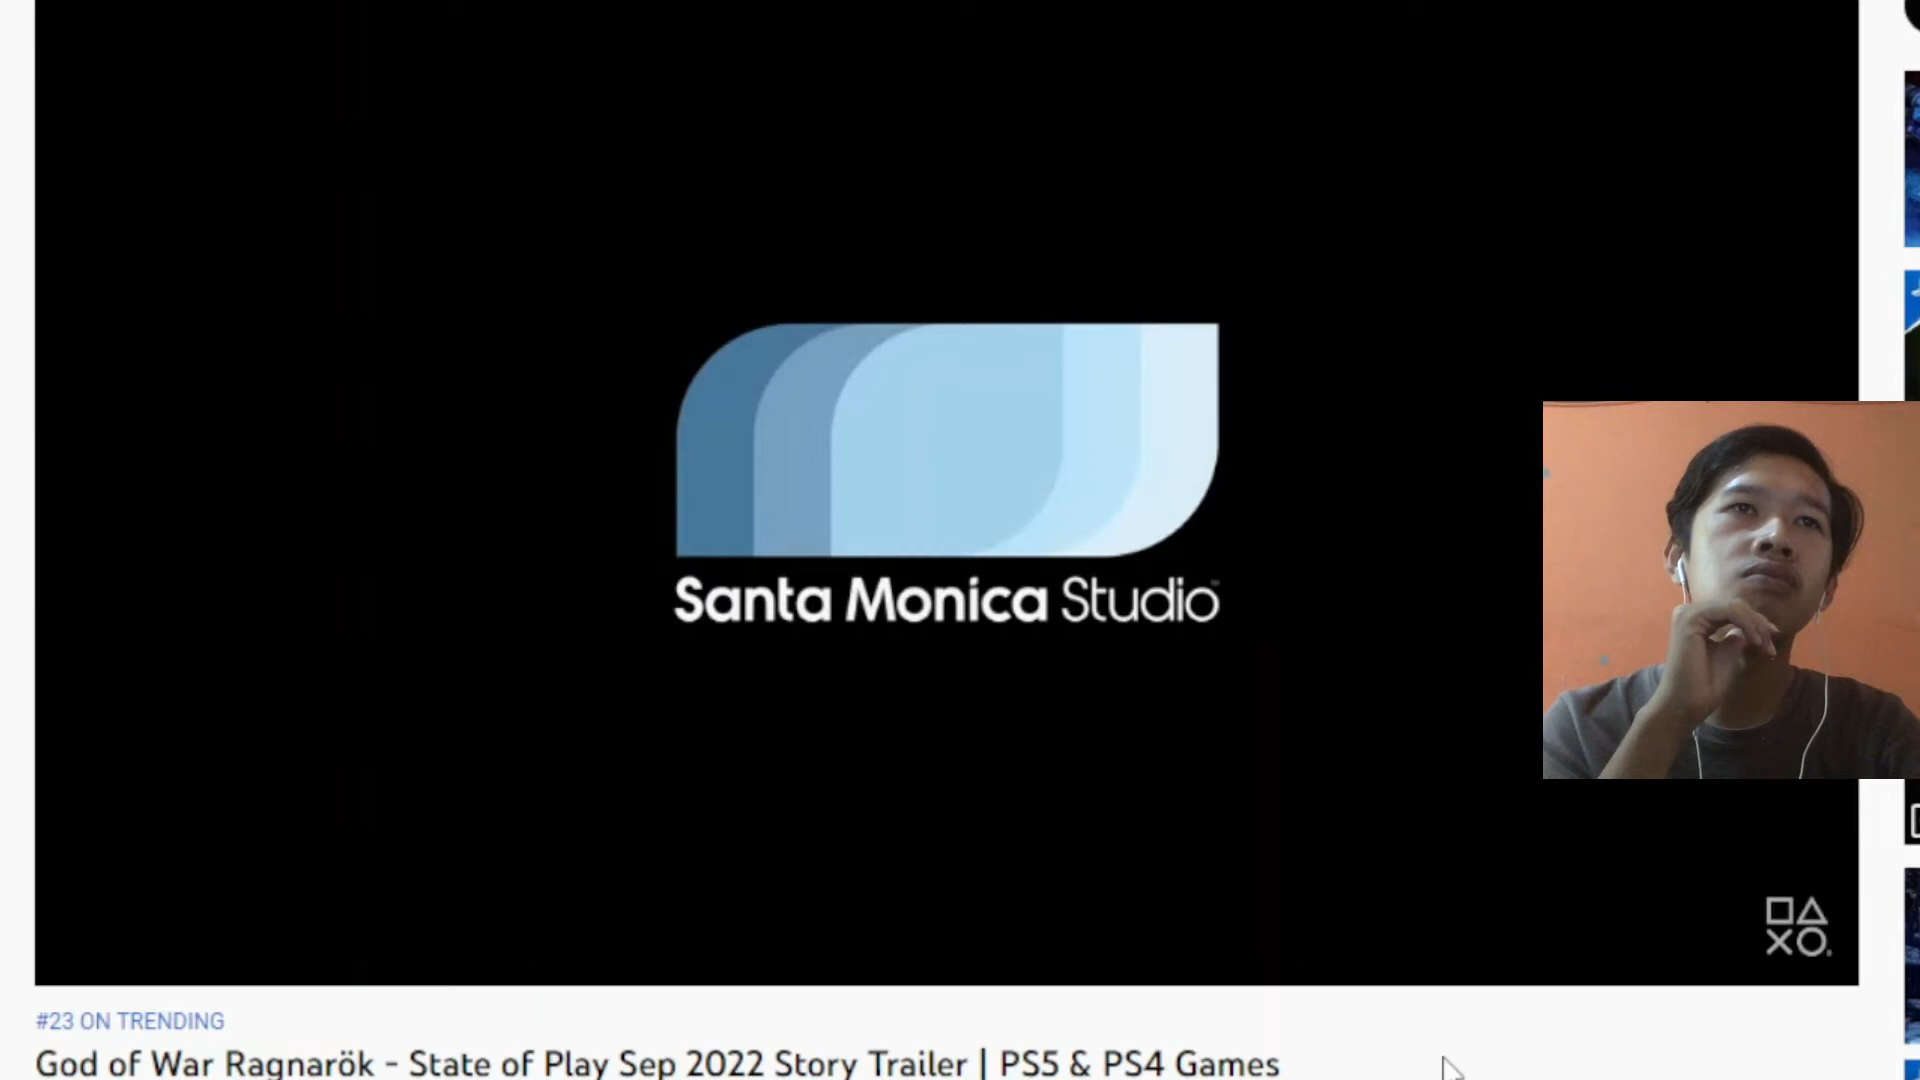 Santa Monica Studio™
#23 ON TRENDING
God of War Ragnarök - State of Play Sep 2022 Story Trailer | PS5 & PS4 Games